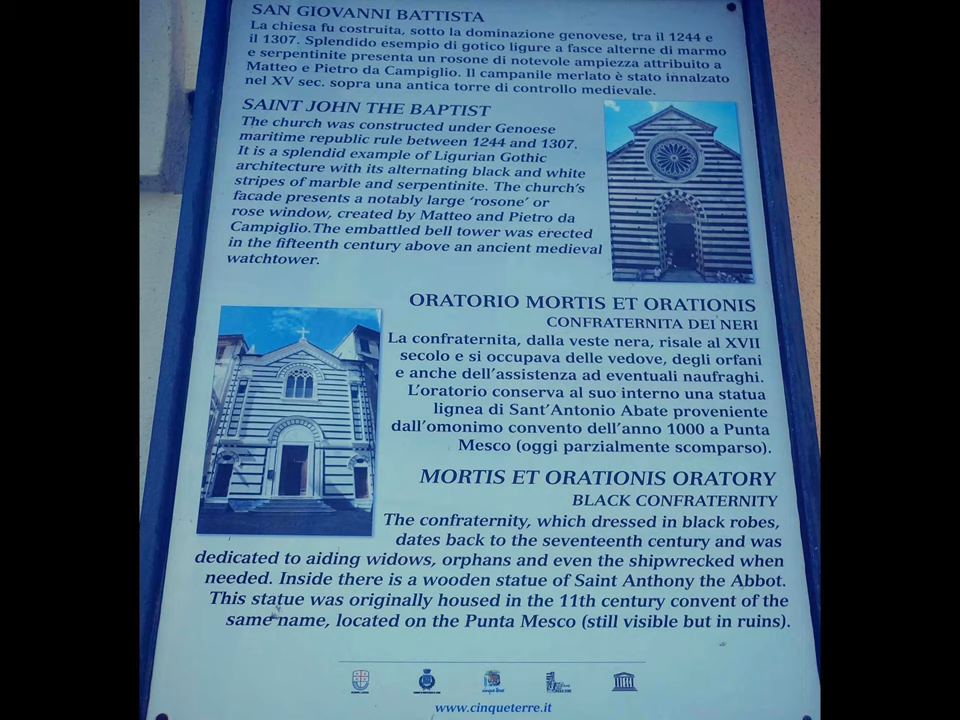 SAN GIOVANNI BATTISTA
La chiesa fu costruita, sotto la dominazione genovese, tra il 1244 e
il 1307. Splendido esempio di gotico ligure a fasce alterne di marmo
e serpentinite presenta un rosone di notevole ampiezza attribuito a
Matteo e Pietro da Campiglio. Il campanile merlato è stato innalzato
nel XV sec. sopra una antica torre di controllo medievale.
SAINT JOHN THE BAPTIST
The church was constructed under Genoese
maritime republic rule between 1244 and 1307.
It is a splendid example of Ligurian Gothic
architecture with its alternating black and white
stripes of marble and serpentinite. The church's
facade presents a notably large 'rosone' or
rose window, created by Matteo and Pietro da
Campiglio.The embattled bell tower was erected
in the fifteenth century above an ancient medieval
watchtower.
ORATORIO MORTIS ET ORATIONIS
CONFRATERNITA DEI NERI
La confraternita, dalla veste nera, risale al XVII
secolo e si occupava delle vedove, degli orfani
e anche dell'assistenza ad eventuali naufraghi.
L'oratorio conserva al suo interno una statua
lignea di Sant'Antonio Abate proveniente
dall'omonimo convento dell'anno 1000 a Punta
Mesco (oggi parzialmente scomparso).
MORTIS ET ORATIONIS ORATORY
BLACK CONFRATERNITY
The confraternity, which dressed in black robes,
dates back to the seventeenth century and was
dedicated to aiding widows, orphans and even the shipwrecked when
needed. Inside there is a wooden statue of Saint Anthony the Abbot.
This statue was originally housed in the 11th century convent of the
same name, located on the Punta Mesco (still visible but in ruins).
www.cinqueterre.it